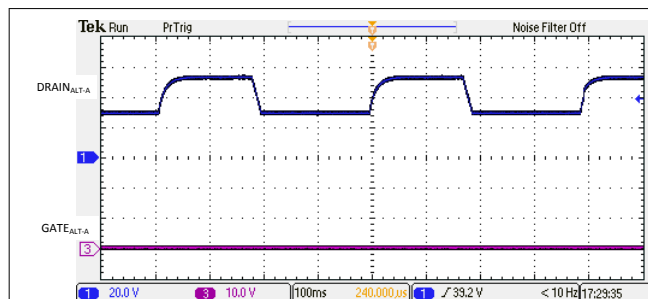 Tek Run PrTrig Noise Filter Off
DRAINALT-A
1
GATEALT-A
3
1 20.0 V 3 10.0 V 100ms 240.000µs 1 ƒ 39.2 V < 10 Hz 17:29:35